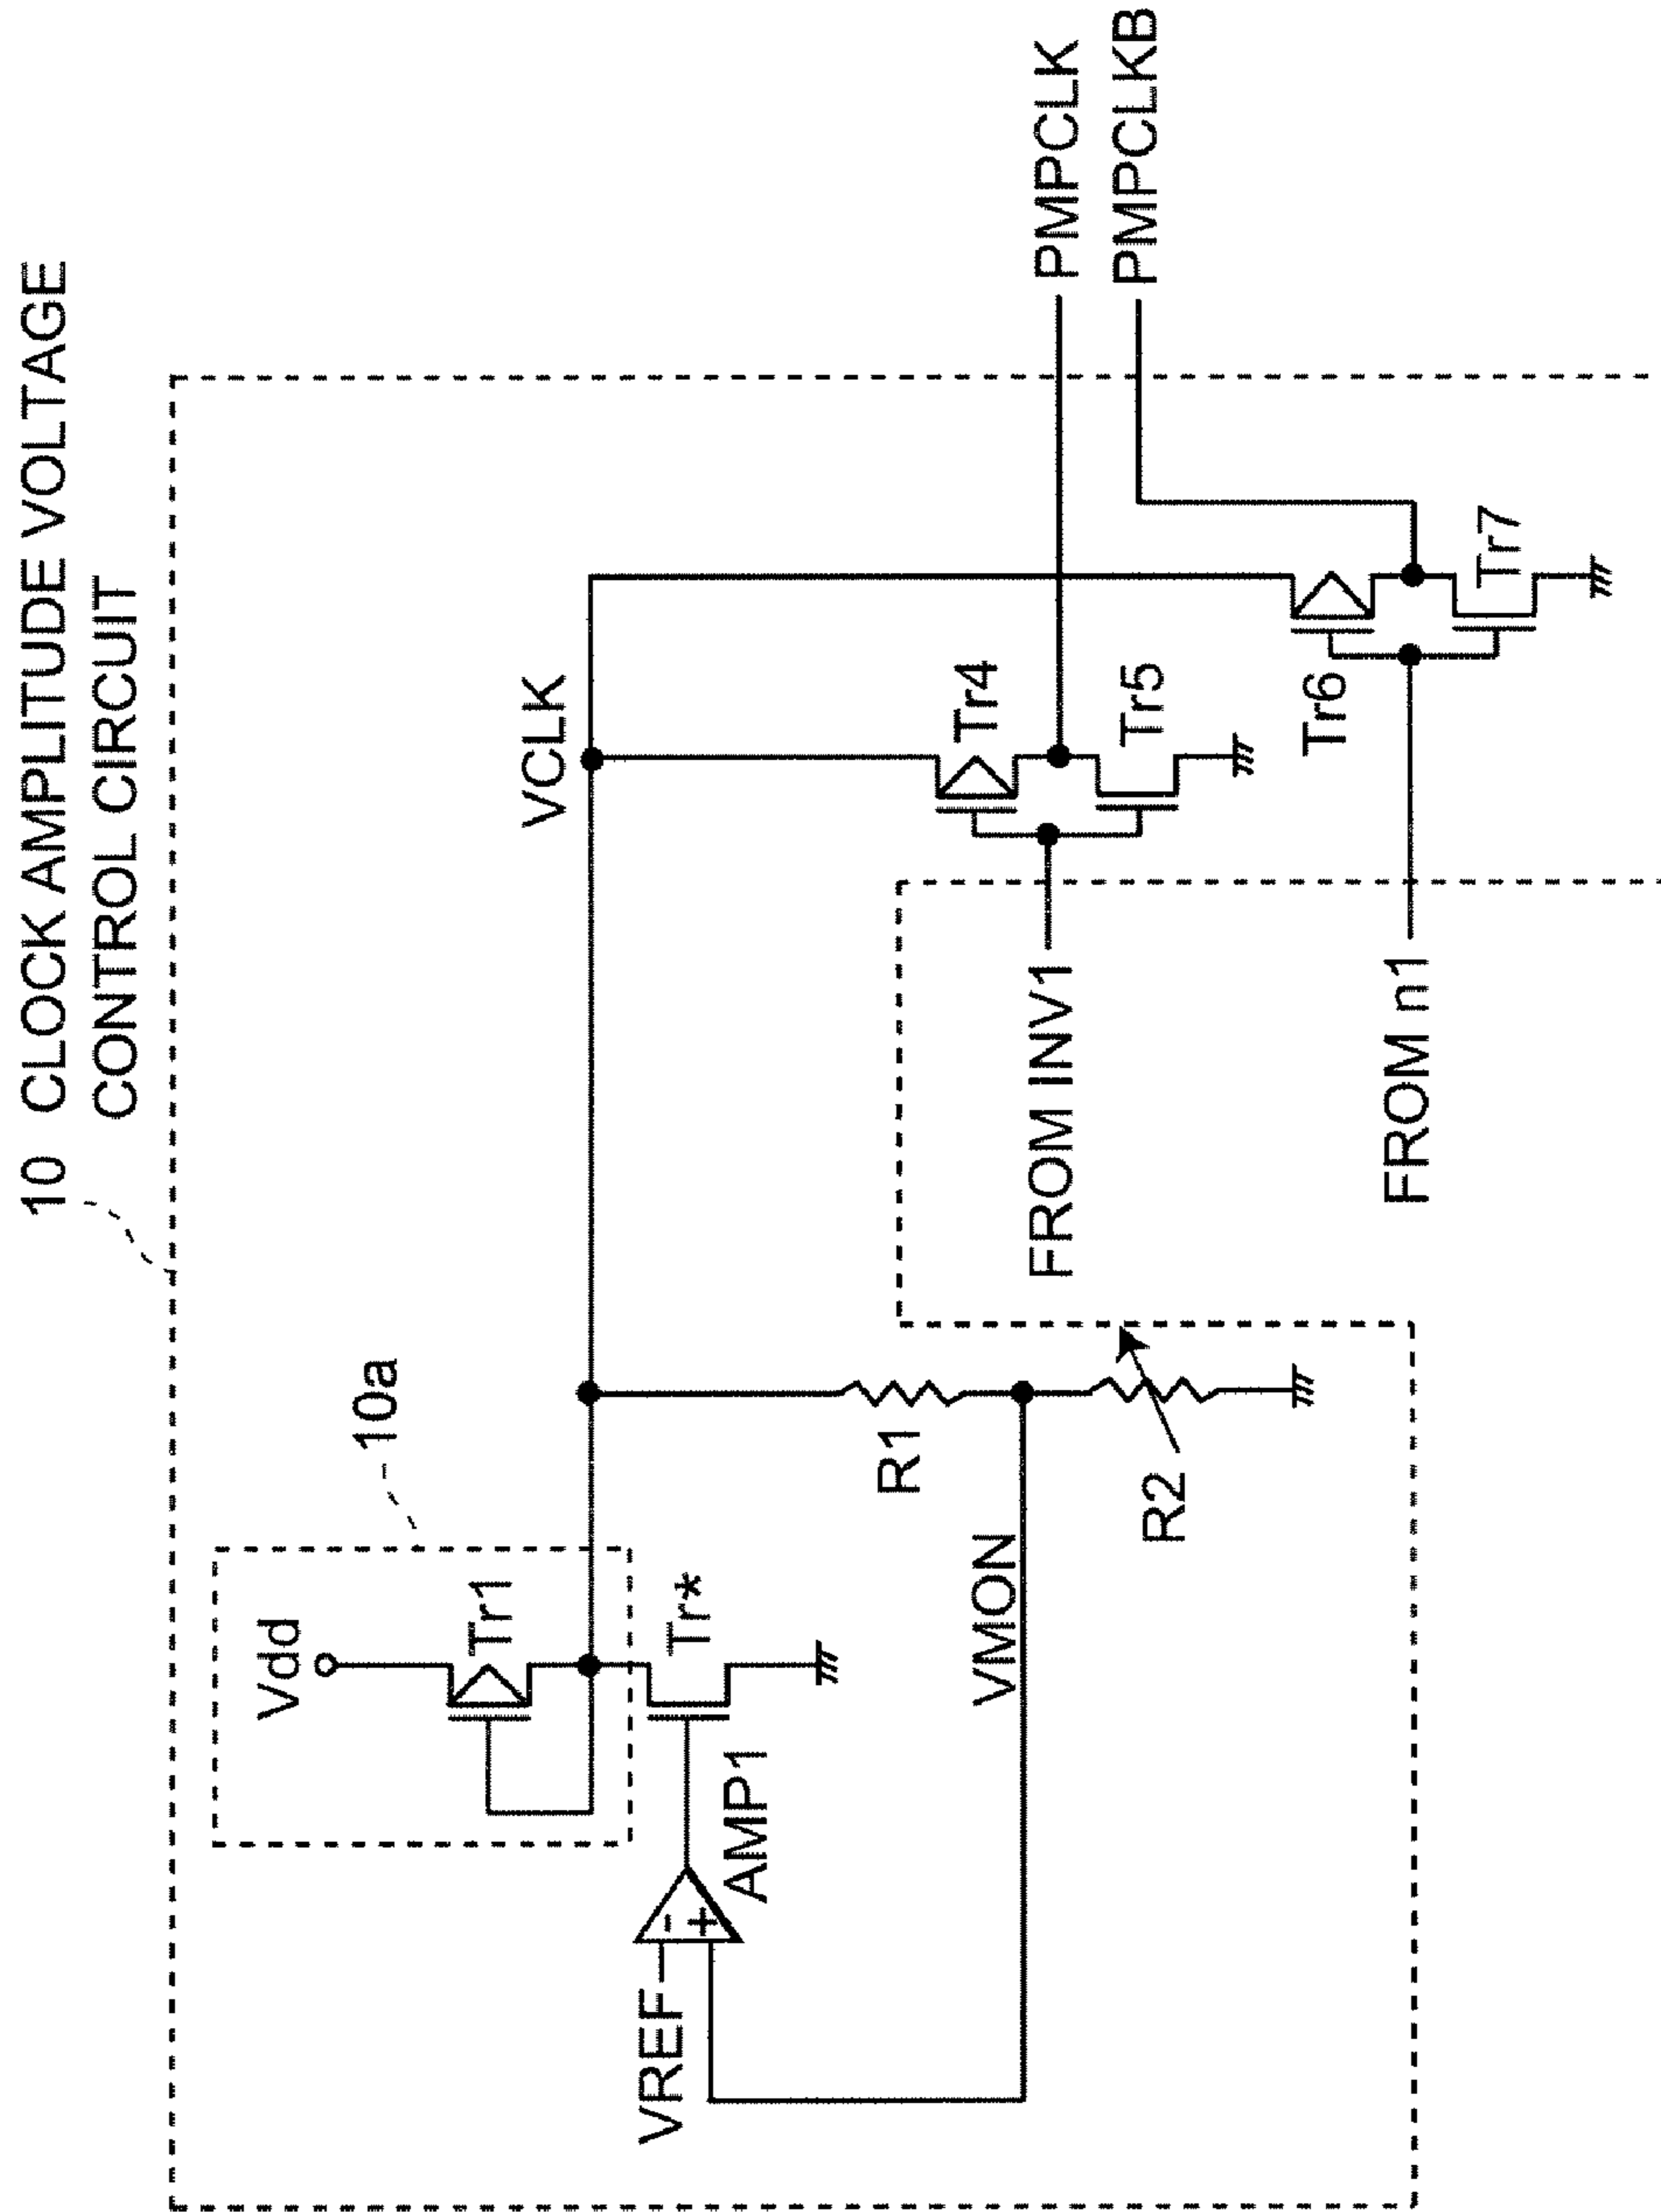 10 CLOCK AMPLITUDE VOLTAGE
CONTROL CIRCUIT
10a
Vdd
Tr1
Tr*
VREF
-
+
AMP1
VMON
R1
R2
VCLK
FROM INV1
Tr4
Tr5
FROM n1
Tr6
Tr7
PMPCLK
PMPCLKB